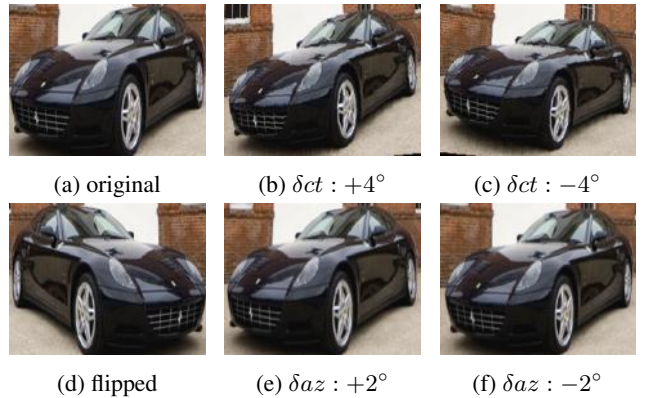 (a) original
(b) δct : +4°
(c) δct : −4°
(d) flipped
(e) δaz : +2°
(f) δaz : −2°